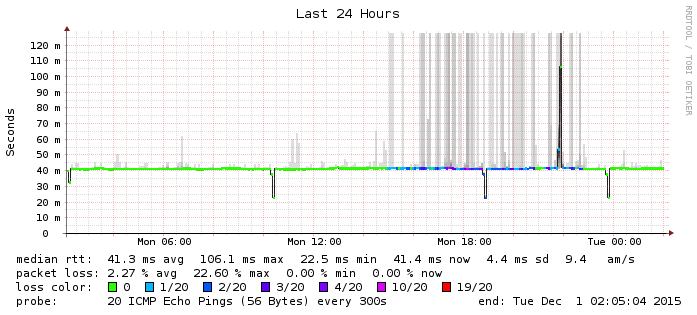 Last 24 Hours
RRDTOOL / TOBI OETIKER
Seconds
120 m
110 m
100 m
90 m
80 m
70 m
60 m
50 m
40 m
30 m
20 m
10 m
0
Mon 06:00 Mon 12:00 Mon 18:00 Tue 00:00
median rtt: 41.3 ms avg 106.1 ms max 22.5 ms min 41.4 ms now 4.4 ms sd 9.4 am/s
packet loss: 2.27 % avg 22.60 % max 0.00 % min 0.00 % now
loss color: 0 1/20 2/20 3/20 4/20 10/20 19/20
probe: 20 ICMP Echo Pings (56 Bytes) every 300s end: Tue Dec 1 02:05:04 2015